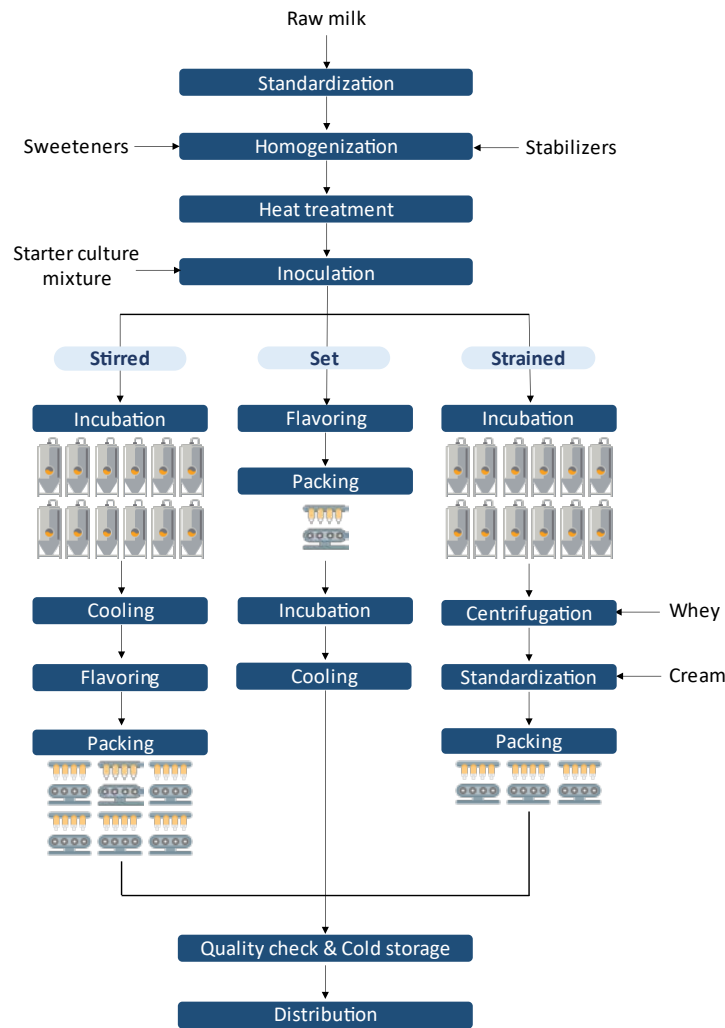 Raw milk
Standardization
Sweeteners
Homogenization
Stabilizers
Heat treatment
Starter culture
mixture
Inoculation
Stirred
Set
Strained
Incubation
Flavoring
Incubation
Packing
Cooling
Incubation
Centrifugation
Whey
Flavoring
Cooling
Standardization
Cream
Packing
Packing
Quality check & Cold storage
Distribution